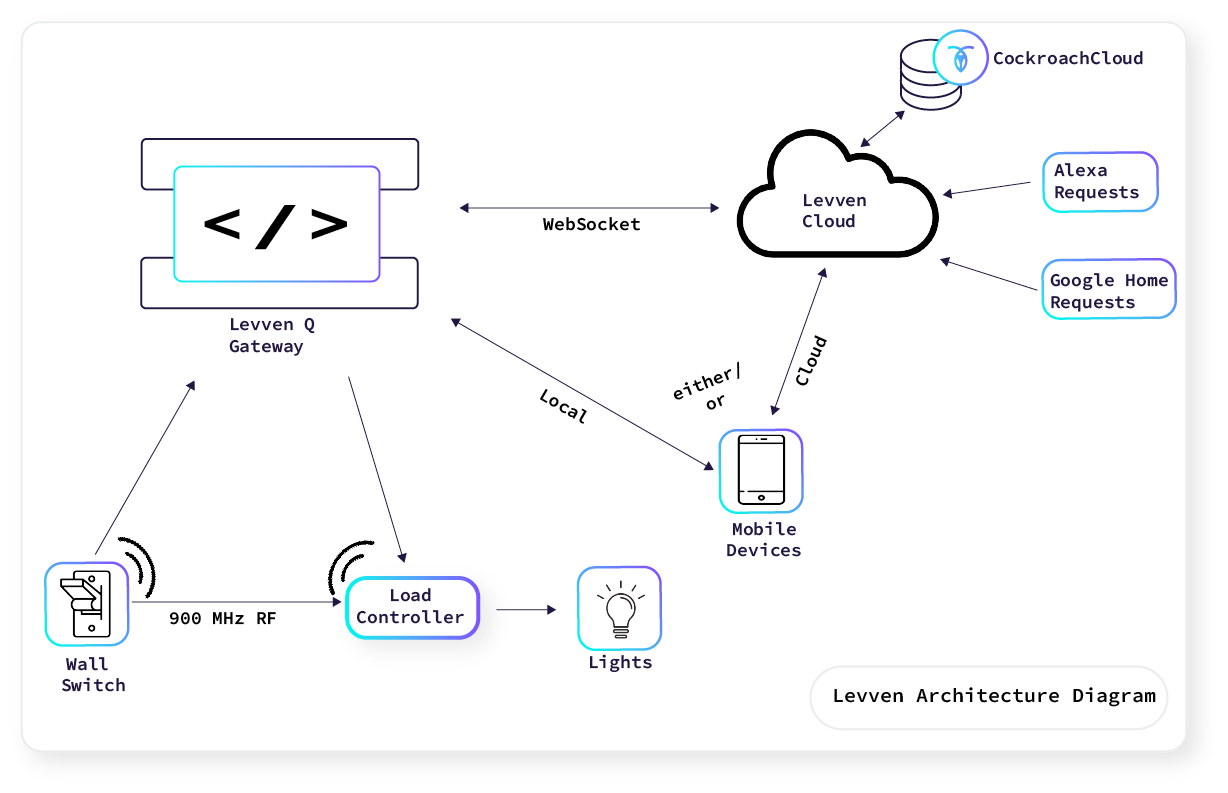 CockroachCloud
Alexa
Requests
</>
Levven
Cloud
WebSocket
Google Home
Requests
Levven Q
Gateway
Cloud
either/
or
Local
Mobile
Devices
Load
Controller
900 MHz RF
Wall
Switch
Lights
Levven Architecture Diagram